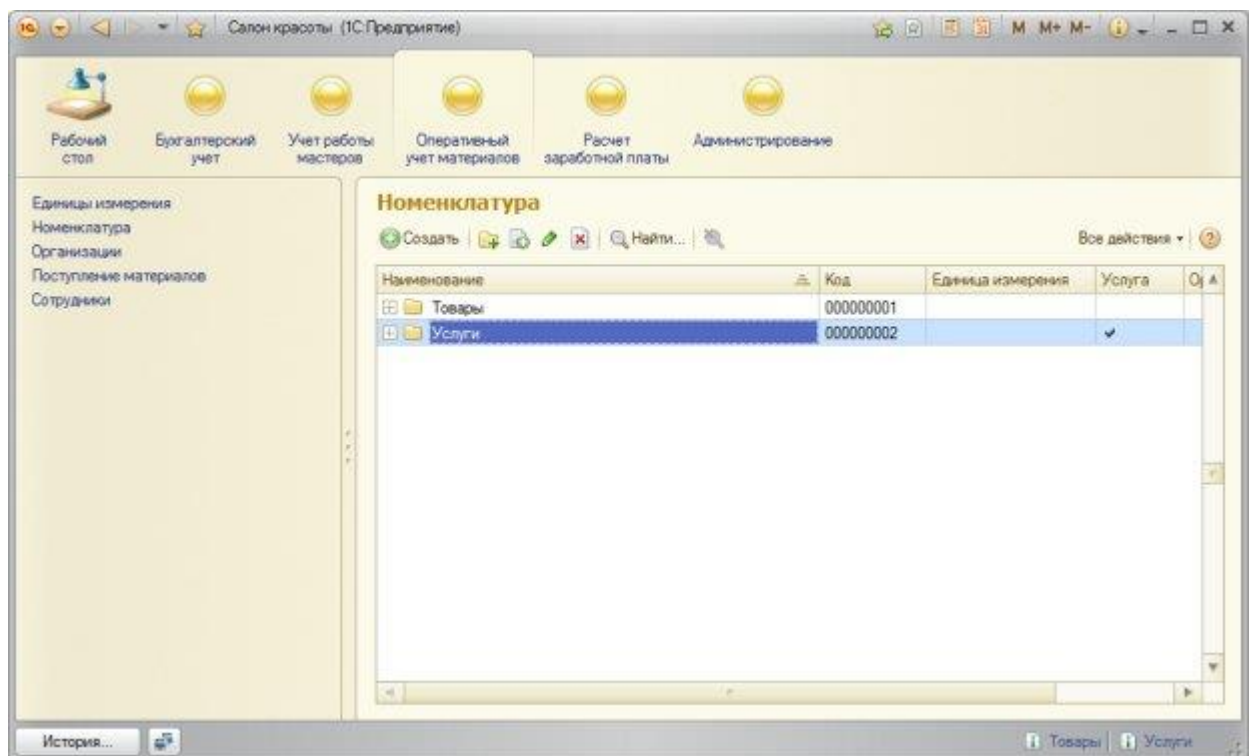 Салон красоты (1С:Предприятие)
M M+ M-
Рабочий
стол
Бухгалтерский
учет
Учет работы
мастеров
Оперативный
учет материалов
Расчет
заработной платы
Администрирование
Единицы измерения
Номенклатура
Организации
Поступление материалов
Сотрудники
Номенклатура
Создать
Найти...
Все действия
Наименование Код Единица измерения Услуга
Товары 000000001
Услуги 000000002
История...
Товары
Услуги